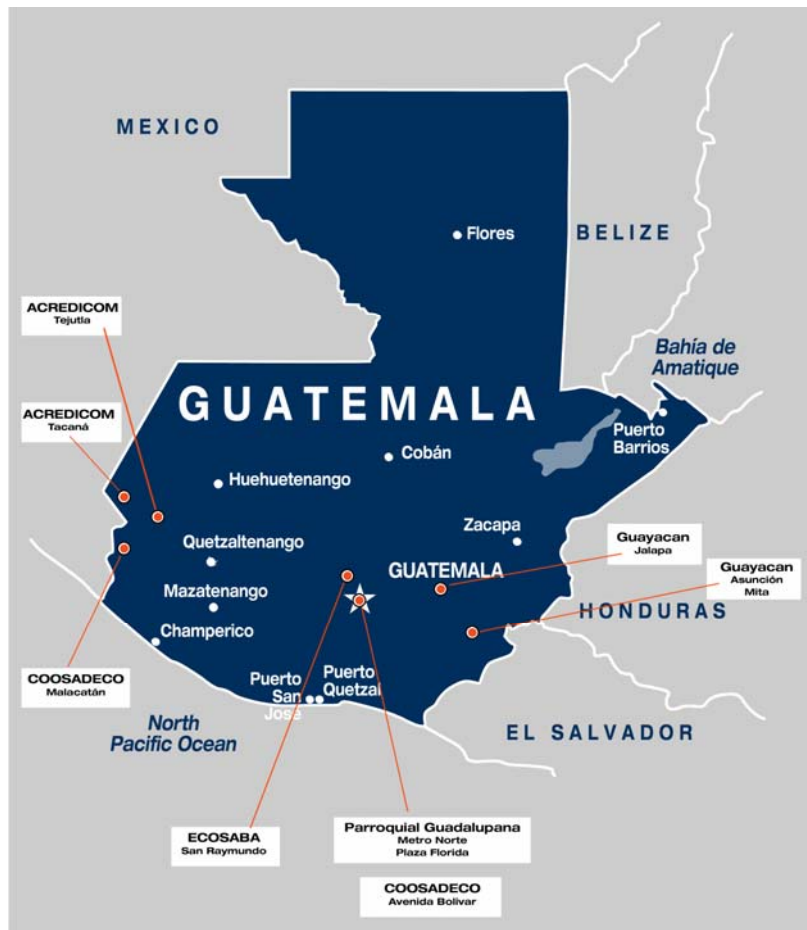 MEXICO
Flores
BELIZE
ACREDICOM
Tejutla
Bahía de
Amatique
GUATEMALA
ACREDICOM
Tacaná
Puerto
Barrios
Cobán
Huehuetenango
Zacapa
Guayacan
Jalapa
Quetzaltenango
GUATEMALA
Guayacan
Asunción
Mita
Mazatenango
HONDURAS
Champerico
COOSADECO
Malacatán
Puerto
San
José
Puerto
Quetzal
North
Pacific Ocean
EL SALVADOR
ECOSABA
San Raymundo
Parroquial Guadalupana
Metro Norte
Plaza Florida
COOSADECO
Avenida Bolivar